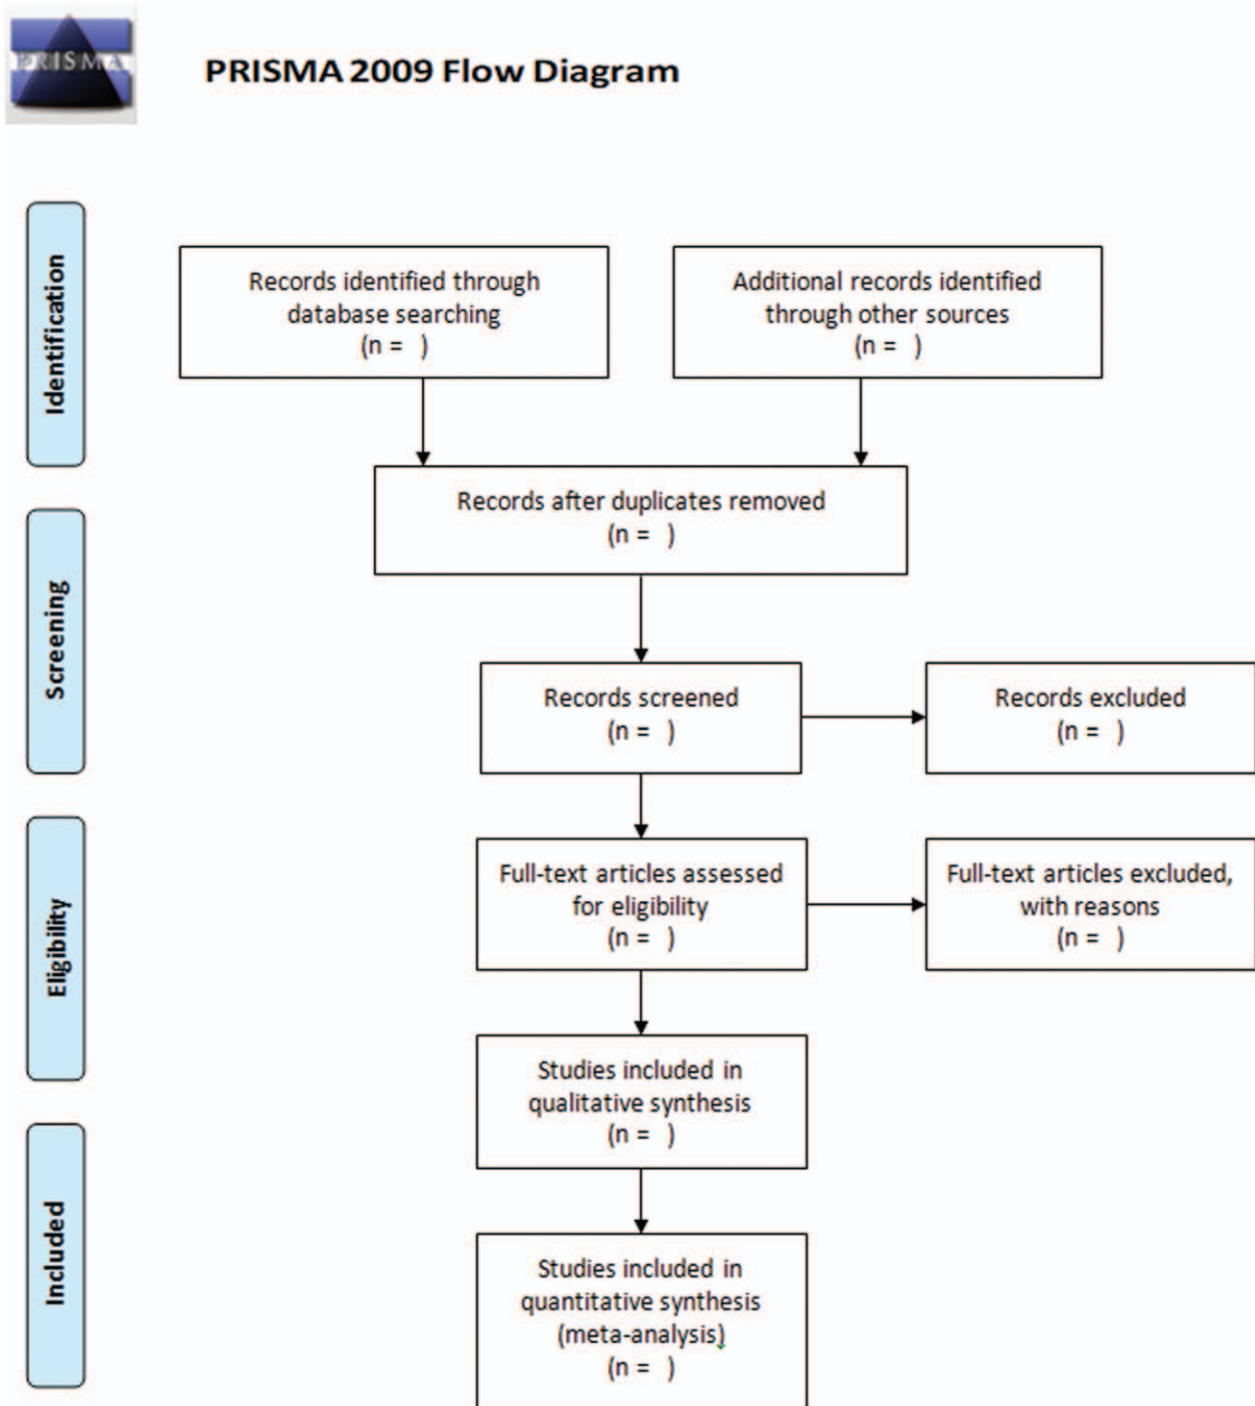 PRISMA
PRISMA 2009 Flow Diagram
Identification
Records identified through
database searching
(n =   )
Additional records identified
through other sources
(n =   )
Records after duplicates removed
(n =   )
Screening
Records screened
(n =   )
Records excluded
(n =   )
Eligibility
Full-text articles assessed
for eligibility
(n =   )
Full-text articles excluded,
with reasons
(n =   )
Studies included in
qualitative synthesis
(n =   )
Included
Studies included in
quantitative synthesis
(meta-analysis)
(n =   )